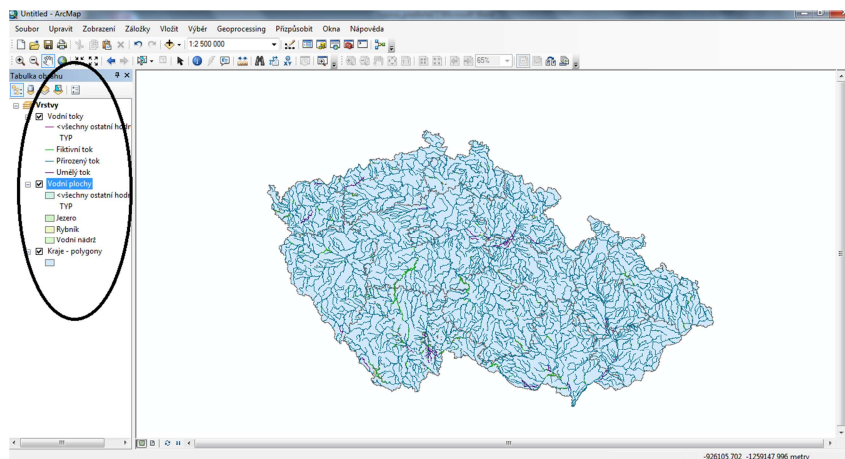 Untitled - ArcMap
Soubor Upravit Zobrazení Záložky Vložit Výběr Geoprocessing Přizpůsobit Okna Nápověda
1:2 500 000
65%
Tabulka obsahu
Vrstvy
Vodní toky
<všechny ostatní hodn
TYP
Fiktivní tok
Přirozený tok
Umělý tok
Vodní plochy
<všechny ostatní hodn
TYP
Jezero
Rybník
Vodní nádrž
Kraje - polygony
-926105,702 -1259147,996 metry